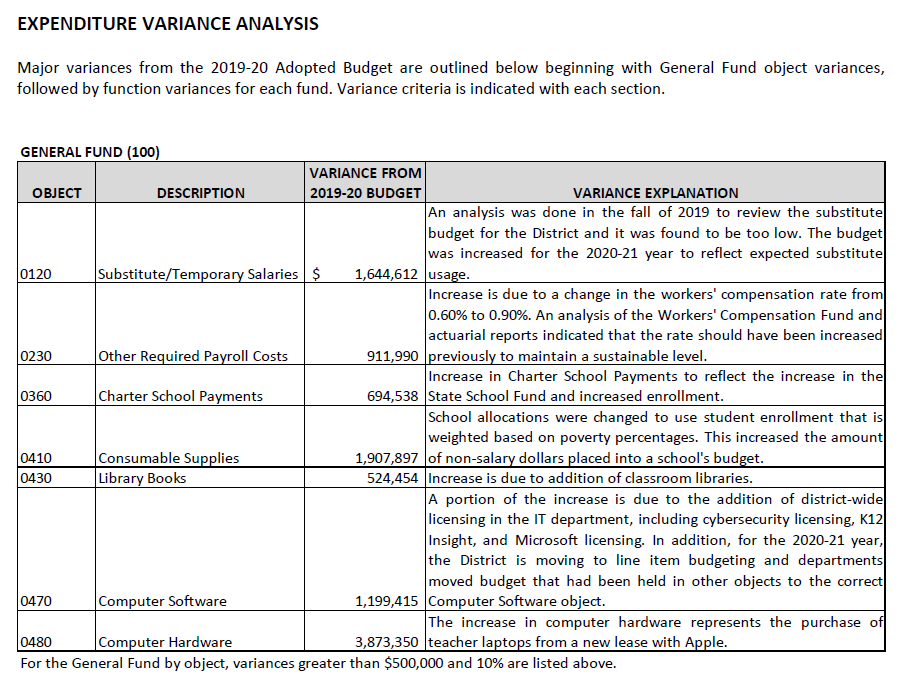 EXPENDITURE VARIANCE ANALYSIS
Major variances from the 2019-20 Adopted Budget are outlined below beginning with General Fund object variances,
followed by function variances for each fund. Variance criteria is indicated with each section.
GENERAL FUND (100)
VARIANCE FROM
OBJECT DESCRIPTION 2019-20 BUDGET VARIANCE EXPLANATION
An analysis was done in the fall of 2019 to review the substitute
budget for the District and it was found to be too low. The budget
was increased for the 2020-21 year to reflect expected substitute
0120 Substitute/Temporary Salaries $ 1,644,612 usage.
Increase is due to a change in the workers' compensation rate from
0.60% to 0.90%. An analysis of the Workers' Compensation Fund and
actuarial reports indicated that the rate should have been increased
0230 Other Required Payroll Costs 911,990 previously to maintain a sustainable level.
Increase in Charter School Payments to reflect the increase in the
0360 Charter School Payments 694,538 State School Fund and increased enrollment.
School allocations were changed to use student enrollment that is
weighted based on poverty percentages. This increased the amount
0410 Consumable Supplies 1,907,897 of non-salary dollars placed into a school's budget.
0430 Library Books 524,454 Increase is due to addition of classroom libraries.
A portion of the increase is due to the addition of district-wide
licensing in the IT department, including cybersecurity licensing, K12
Insight, and Microsoft licensing. In addition, for the 2020-21 year,
the District is moving to line item budgeting and departments
moved budget that had been held in other objects to the correct
0470 Computer Software 1,199,415 Computer Software object.
The increase in computer hardware represents the purchase of
0480 Computer Hardware 3,873,350 teacher laptops from a new lease with Apple.
For the General Fund by object, variances greater than $500,000 and 10% are listed above.